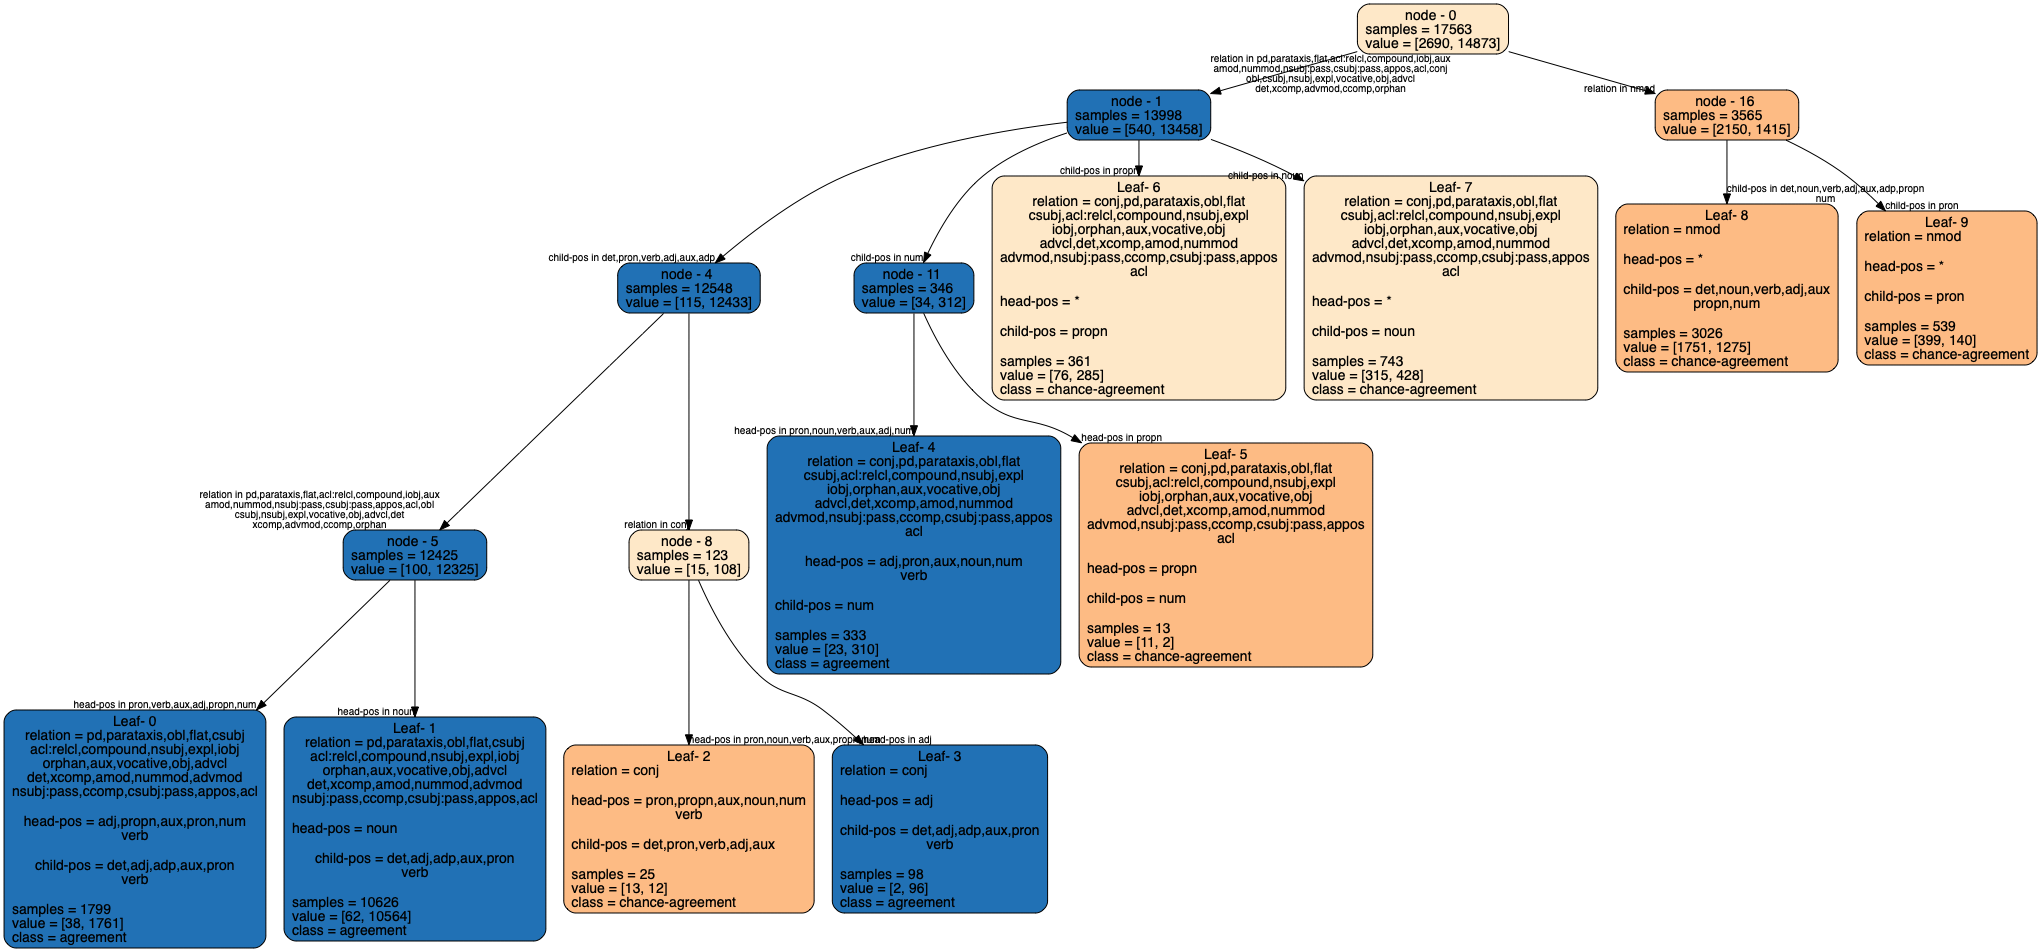 node - 0
samples = 17563
value = [2690, 14873]
relation in pd,parataxis,flat,acl:relcl,compound,iobj,aux
amod,nummod,nsubj:pass,csubj:pass,appos,acl,conj
obl,csubj,nsubj,expl,vocative,obj,advcl
det,xcomp,advmod,ccomp,orphan
relation in nmod
node - 1
samples = 13998
value = [540, 13458]
node - 16
samples = 3565
value = [2150, 1415]
child-pos in propn
child-pos in noun
child-pos in det,noun,verb,adj,aux,adp,propn
num
child-pos in pron
Leaf- 6
relation = conj,pd,parataxis,obl,flat
csubj,acl:relcl,compound,nsubj,expl
iobj,orphan,aux,vocative,obj
advcl,det,xcomp,amod,nummod
advmod,nsubj:pass,ccomp,csubj:pass,appos
acl
head-pos = *
child-pos = propn
samples = 361
value = [76, 285]
class = chance-agreement
Leaf- 7
relation = conj,pd,parataxis,obl,flat
csubj,acl:relcl,compound,nsubj,expl
iobj,orphan,aux,vocative,obj
advcl,det,xcomp,amod,nummod
advmod,nsubj:pass,ccomp,csubj:pass,appos
acl
head-pos = *
child-pos = noun
samples = 743
value = [315, 428]
class = chance-agreement
Leaf- 8
relation = nmod
head-pos = *
child-pos = det,noun,verb,adj,aux
propn,num
samples = 3026
value = [1751, 1275]
class = chance-agreement
Leaf- 9
relation = nmod
head-pos = *
child-pos = pron
samples = 539
value = [399, 140]
class = chance-agreement
child-pos in det,pron,verb,adj,aux,adp
child-pos in num
node - 4
samples = 12548
value = [115, 12433]
node - 11
samples = 346
value = [34, 312]
head-pos in pron,noun,verb,aux,adj,num
head-pos in propn
Leaf- 4
relation = conj,pd,parataxis,obl,flat
csubj,acl:relcl,compound,nsubj,expl
iobj,orphan,aux,vocative,obj
advcl,det,xcomp,amod,nummod
advmod,nsubj:pass,ccomp,csubj:pass,appos
acl
head-pos = adj,pron,aux,noun,num
verb
child-pos = num
samples = 333
value = [23, 310]
class = agreement
Leaf- 5
relation = conj,pd,parataxis,obl,flat
csubj,acl:relcl,compound,nsubj,expl
iobj,orphan,aux,vocative,obj
advcl,det,xcomp,amod,nummod
advmod,nsubj:pass,ccomp,csubj:pass,appos
acl
head-pos = propn
child-pos = num
samples = 13
value = [11, 2]
class = chance-agreement
relation in pd,parataxis,flat,acl:relcl,compound,iobj,aux
amod,nummod,nsubj:pass,csubj:pass,appos,acl,obl
csubj,nsubj,expl,vocative,obj,advcl,det
xcomp,advmod,ccomp,orphan
relation in conj
node - 5
samples = 12425
value = [100, 12325]
node - 8
samples = 123
value = [15, 108]
head-pos in pron,verb,aux,adj,propn,num
head-pos in noun
head-pos in pron,noun,verb,aux,propn,num
head-pos in adj
Leaf- 0
relation = pd,parataxis,obl,flat,csubj
acl:relcl,compound,nsubj,expl,iobj
orphan,aux,vocative,obj,advcl
det,xcomp,amod,nummod,advmod
nsubj:pass,ccomp,csubj:pass,appos,acl
head-pos = adj,propn,aux,pron,num
verb
child-pos = det,adj,adp,aux,pron
verb
samples = 1799
value = [38, 1761]
class = agreement
Leaf- 1
relation = pd,parataxis,obl,flat,csubj
acl:relcl,compound,nsubj,expl,iobj
orphan,aux,vocative,obj,advcl
det,xcomp,amod,nummod,advmod
nsubj:pass,ccomp,csubj:pass,appos,acl
head-pos = noun
child-pos = det,adj,adp,aux,pron
verb
samples = 10626
value = [62, 10564]
class = agreement
Leaf- 2
relation = conj
head-pos = pron,propn,aux,noun,num
verb
child-pos = det,pron,verb,adj,aux
samples = 25
value = [13, 12]
class = chance-agreement
Leaf- 3
relation = conj
head-pos = adj
child-pos = det,adj,adp,aux,pron
verb
samples = 98
value = [2, 96]
class = agreement